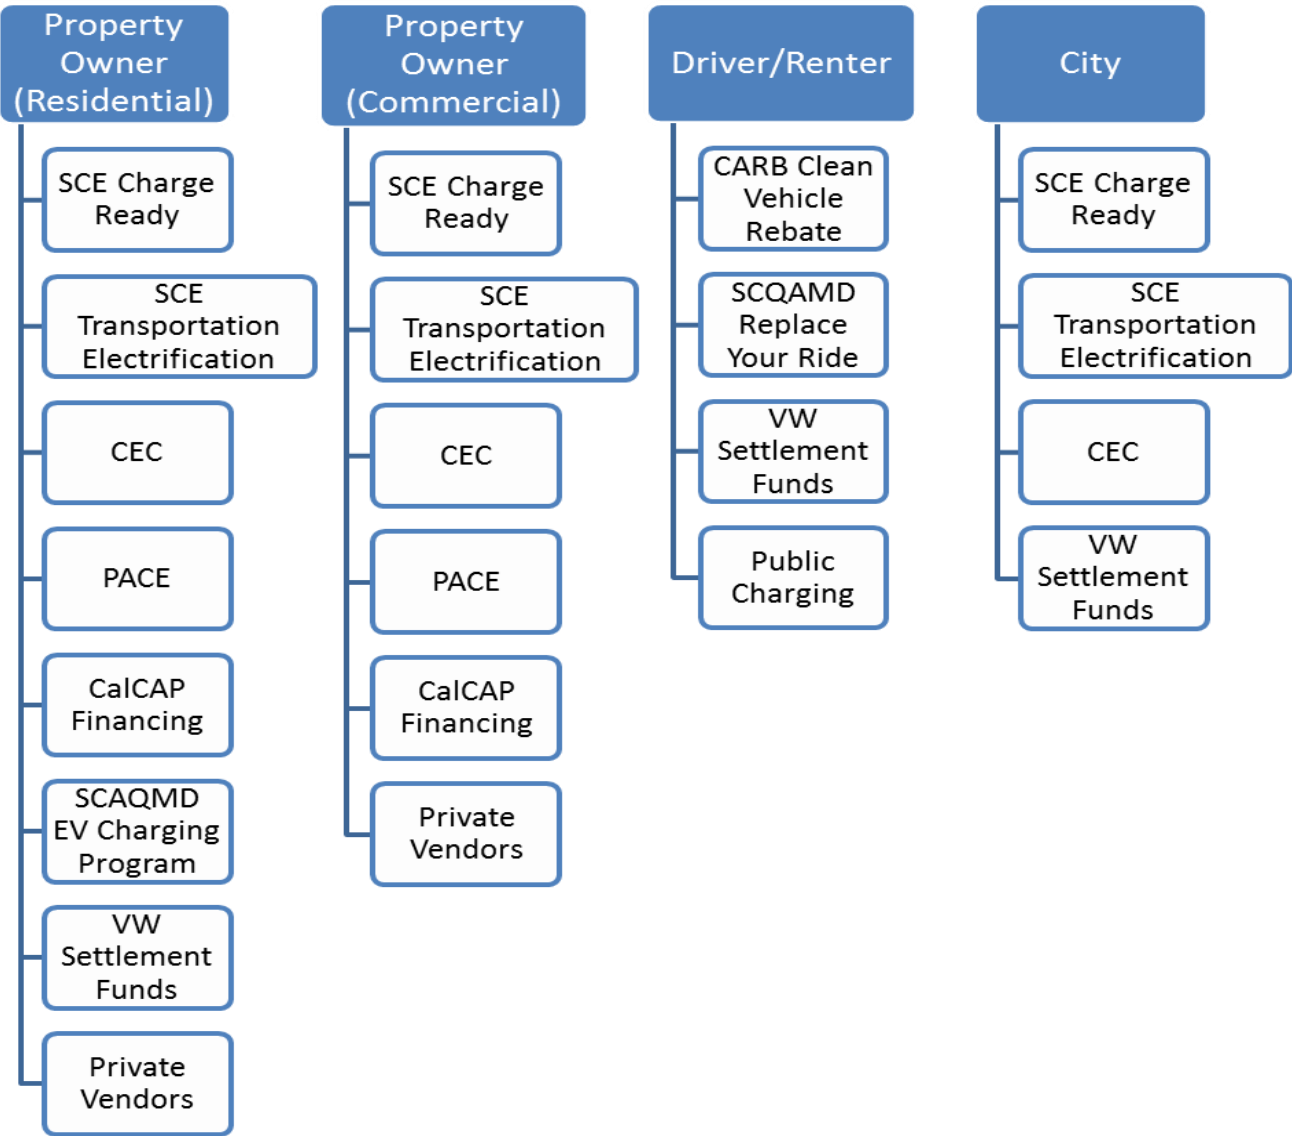 Property
Owner
(Residential)
SCE Charge
Ready
SCE
Transportation
Electrification
CEC
PACE
CalCAP
Financing
SCAQMD
EV Charging
Program
VW
Settlement
Funds
Private
Vendors
Property
Owner
(Commercial)
SCE Charge
Ready
SCE
Transportation
Electrification
CEC
PACE
CalCAP
Financing
Private
Vendors
Driver/Renter
CARB Clean
Vehicle
Rebate
SCQAMD
Replace
Your Ride
VW
Settlement
Funds
Public
Charging
City
SCE Charge
Ready
SCE
Transportation
Electrification
CEC
VW
Settlement
Funds